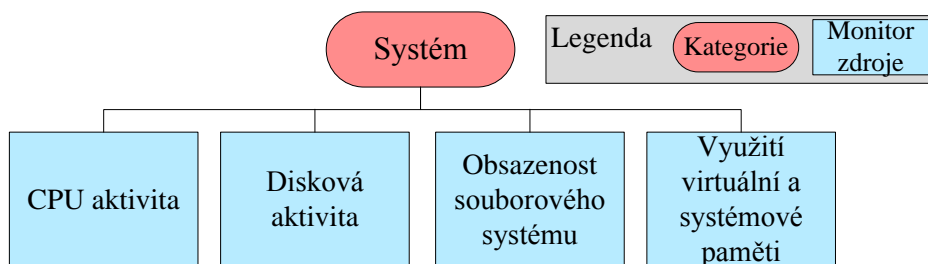 Systém
Legenda
Kategorie
Monitor
zdroje
CPU aktivita
Disková
aktivita
Obsazenost
souborového
systému
Využití
virtuální a
systémové
paměti